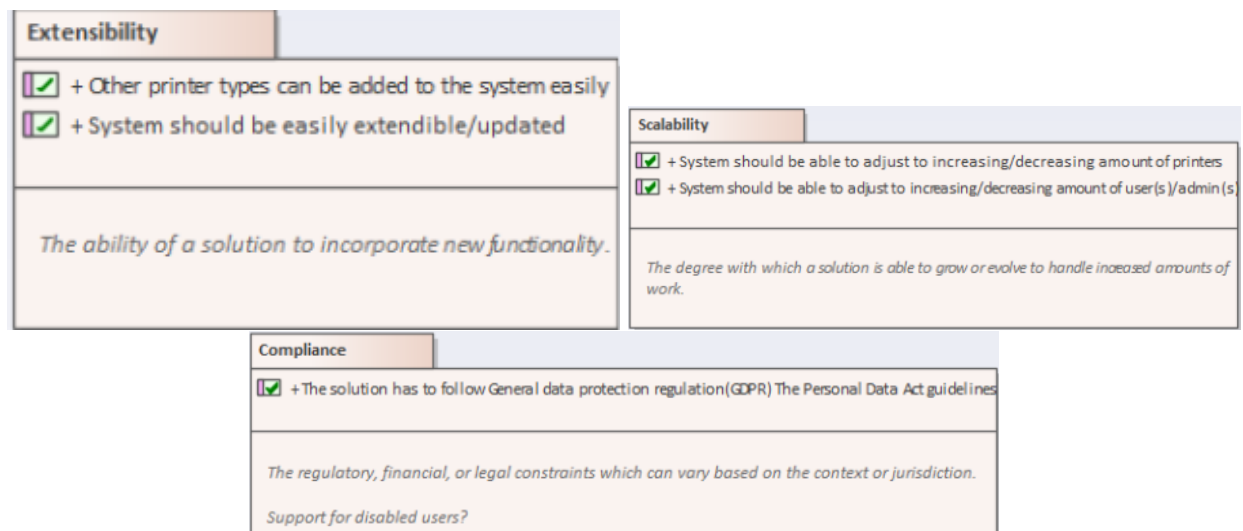 Extensibility
+ Other printer types can be added to the system easily
+ System should be easily extendible/updated
The ability of a solution to incorporate new functionality.
Scalability
+ System should be able to adjust to increasing/decreasing amount of printers
+ System should be able to adjust to increasing/decreasing amount of user(s)/admin(s)
The degree with which a solution is able to grow or evolve to handle increased amounts of
work.
Compliance
+ The solution has to follow General data protection regulation(GDPR) The Personal Data Act guidelines
The regulatory, financial, or legal constraints which can vary based on the context or jurisdiction.
Support for disabled users?